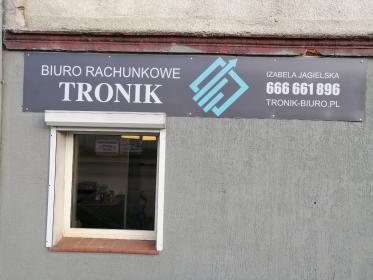 BIURO RACHUNKOWE
TRONIK
IZABELA JAGIELSKA
666 661 896
TRONIK-BIURO.PL